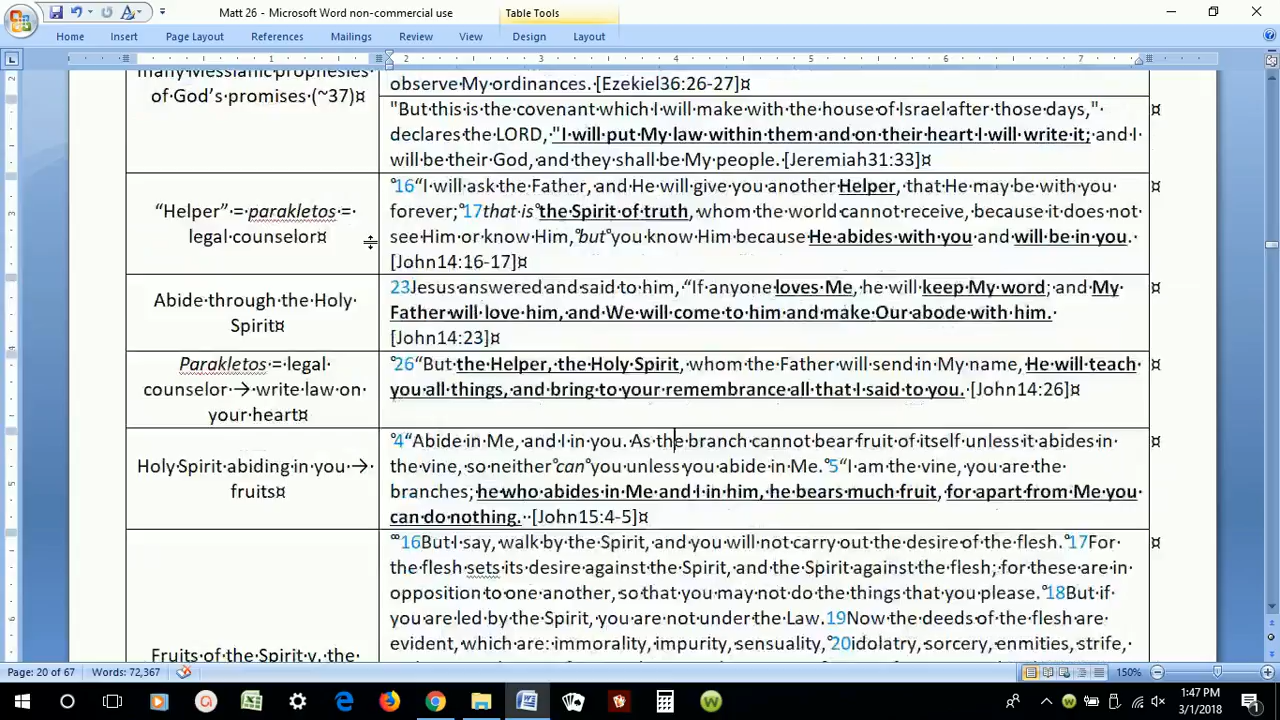 Matt 26 - Microsoft Word non-commercial use
Table Tools
Home Insert Page Layout References Mailings Review View Design Layout
1 2 3 4 5 6 7
many Messianic prophesies
of God's promises (~37)¤
observe My ordinances. [Ezekiel36:26-27]¤
"But this is the covenant which I will make with the house of Israel after those days,"
declares the LORD, "I will put My law within them and on their heart I will write it; and I
will be their God, and they shall be My people. [Jeremiah31:33]¤
"Helper" = parakletos =
legal counselor¤
16"I will ask the Father, and He will give you another Helper, that He may be with you
forever; 17that is the Spirit of truth, whom the world cannot receive, because it does not
see Him or know Him, but you know Him because He abides with you and will be in you.
[John14:16-17]¤
Abide through the Holy
Spirit¤
23Jesus answered and said to him, "If anyone loves Me, he will keep My word; and My
Father will love him, and We will come to him and make Our abode with him.
[John14:23]¤
Parakletos = legal
counselor → write law on
your heart¤
26"But the Helper, the Holy Spirit, whom the Father will send in My name, He will teach
you all things, and bring to your remembrance all that I said to you. [John14:26]¤
Holy Spirit abiding in you →
fruits¤
4"Abide in Me, and I in you. As the branch cannot bear fruit of itself unless it abides in
the vine, so neither can you unless you abide in Me. 5"I am the vine, you are the
branches; he who abides in Me and I in him, he bears much fruit, for apart from Me you
can do nothing. [John15:4-5]¤
Fruits of the Spirit v. the
16But I say, walk by the Spirit, and you will not carry out the desire of the flesh. 17For
the flesh sets its desire against the Spirit, and the Spirit against the flesh; for these are in
opposition to one another, so that you may not do the things that you please. 18But if
you are led by the Spirit, you are not under the Law. 19Now the deeds of the flesh are
evident, which are: immorality, impurity, sensuality, 20idolatry, sorcery, enmities, strife,
Page: 20 of 67 Words: 72,367 150%
1:47 PM
3/1/2018